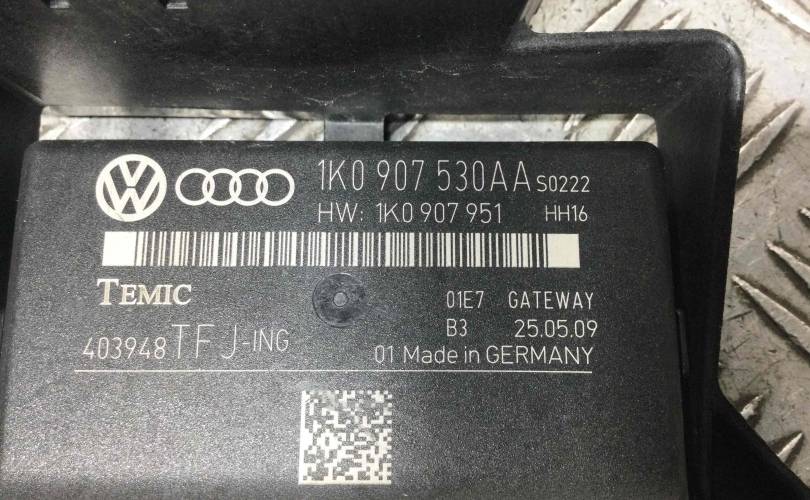 1K0 907 530AA S0222
HW: 1K0 907 951 HH16
TEMIC
01E7 GATEWAY
B3 25.05.09
403948 TFJ-ING
01 Made in GERMANY